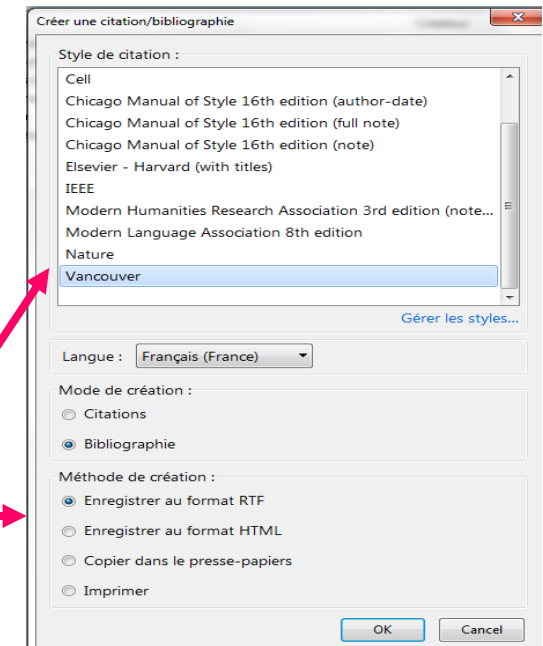 Créer une citation/bibliographie
Style de citation :
Cell
Chicago Manual of Style 16th edition (author-date)
Chicago Manual of Style 16th edition (full note)
Chicago Manual of Style 16th edition (note)
Elsevier - Harvard (with titles)
IEEE
Modern Humanities Research Association 3rd edition (note...
Modern Language Association 8th edition
Nature
Vancouver
Gérer les styles...
Langue : Français (France)
Mode de création :
Citations
Bibliographie
Méthode de création :
Enregistrer au format RTF
Enregistrer au format HTML
Copier dans le presse-papiers
Imprimer
OK Cancel